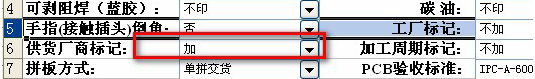 4 可剥阻焊（蓝胶）： 不印 碳油： 不印
5 手指(接触插头)倒角： 否 工厂标记： 不加
6 供货厂商标记： 加 加工周期标记： 不加
7 拼板方式： 单拼交货 PCB验收标准： IPC-A-600